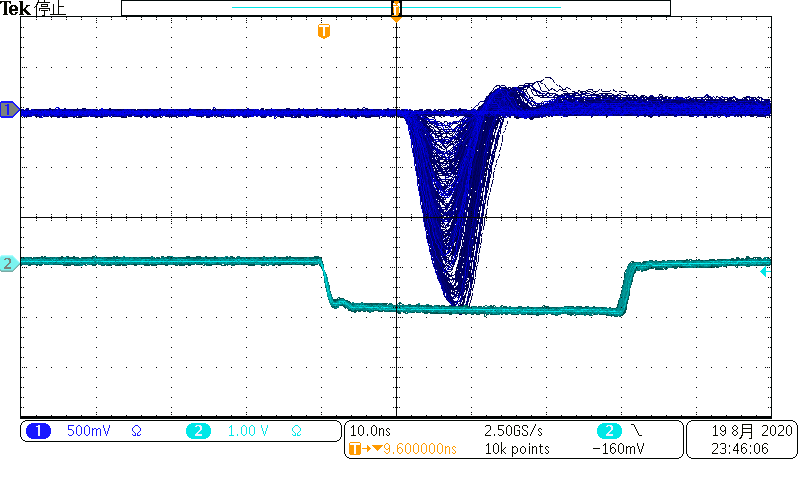 Tek 停止
T
T
1
2
1 500mV Ω 2 1.00 V Ω
10.0ns 2.50GS/s 2
T→▼9.600000ns 10k points −160mV
19 8月 2020
23:46:06